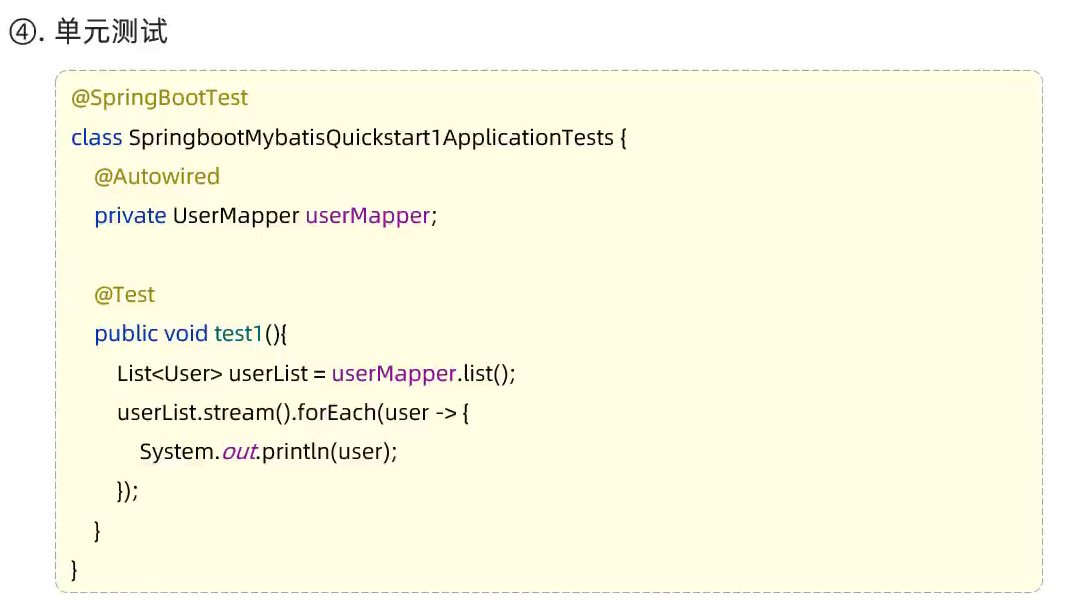 ④. 单元测试
@SpringBootTest
class SpringbootMybatisQuickstart1ApplicationTests {
@Autowired
private UserMapper userMapper;
@Test
public void test1(){
List<User> userList = userMapper.list();
userList.stream().forEach(user -> {
System.out.println(user);
});
}
}